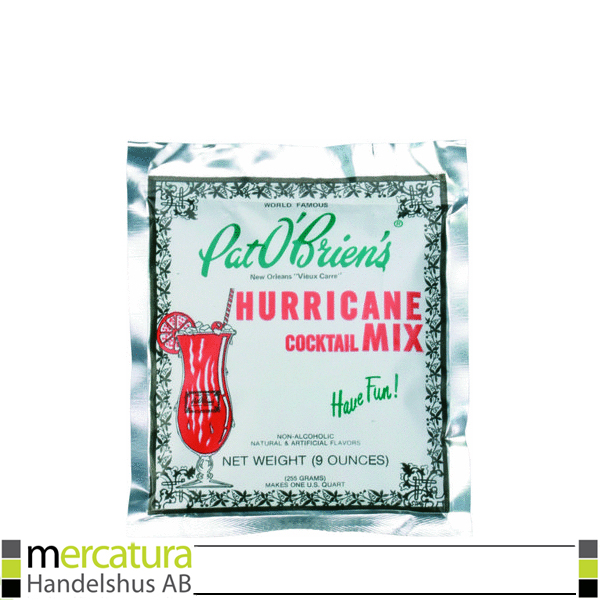 WORLD FAMOUS
Pat O'Brien's®
New Orleans "Vieux Carre"
HURRICANE
COCKTAIL MIX
Have Fun!
NON-ALCOHOLIC
NATURAL & ARTIFICIAL FLAVORS
NET WEIGHT (9 OUNCES)
(255 GRAMS)
MAKES ONE U.S. QUART
mercatura
Handelshus AB